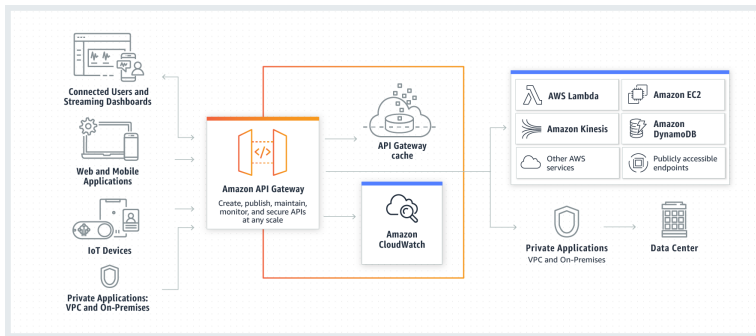 Connected Users and
Streaming Dashboards
Web and Mobile
Applications
IoT Devices
Private Applications:
VPC and On-Premises
</>
Amazon API Gateway
Create, publish, maintain,
monitor, and secure APIs
at any scale
API Gateway
cache
Amazon
CloudWatch
AWS Lambda
Amazon EC2
Amazon Kinesis
Amazon
DynamoDB
Other AWS
services
Publicly accessible
endpoints
Private Applications
VPC and On-Premises
Data Center